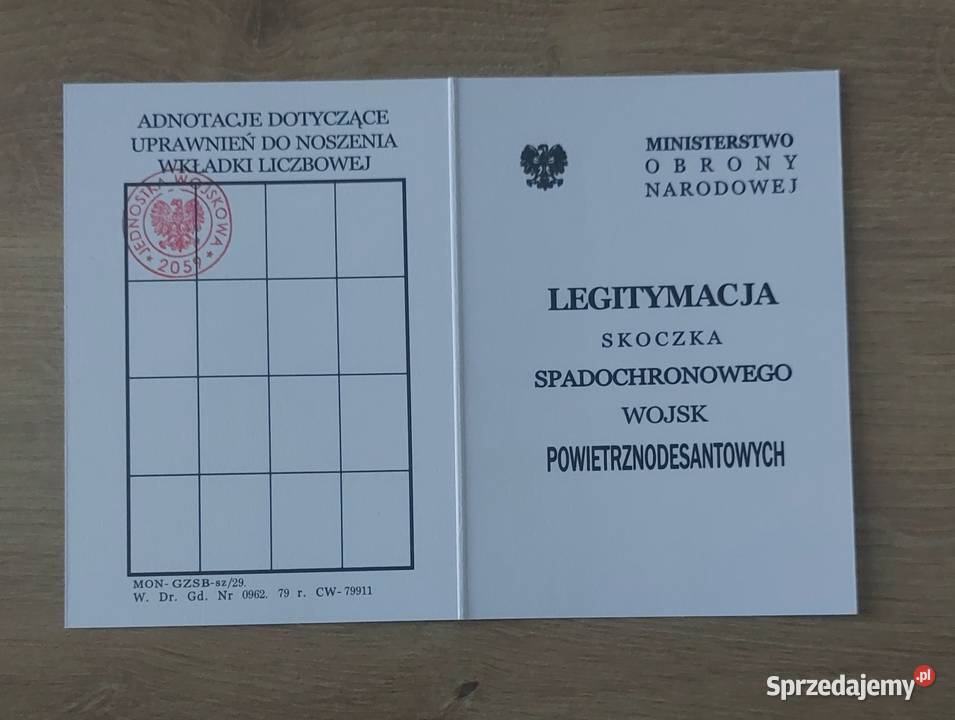 ADNOTACJE DOTYCZĄCE
UPRAWNIEŃ DO NOSZENIA
WKŁADKI LICZBOWEJ
JEDNOSTKA WOJSKOWA
* 2059 *
MON- GZSB-sz/29.
W. Dr. Gd. Nr 0962. 79 r. CW-79911
MINISTERSTWO
OBRONY
NARODOWEJ
LEGITYMACJA
SKOCZKA
SPADOCHRONOWEGO
WOJSK
POWIETRZNODESANTOWYCH
Sprzedajemy.pl